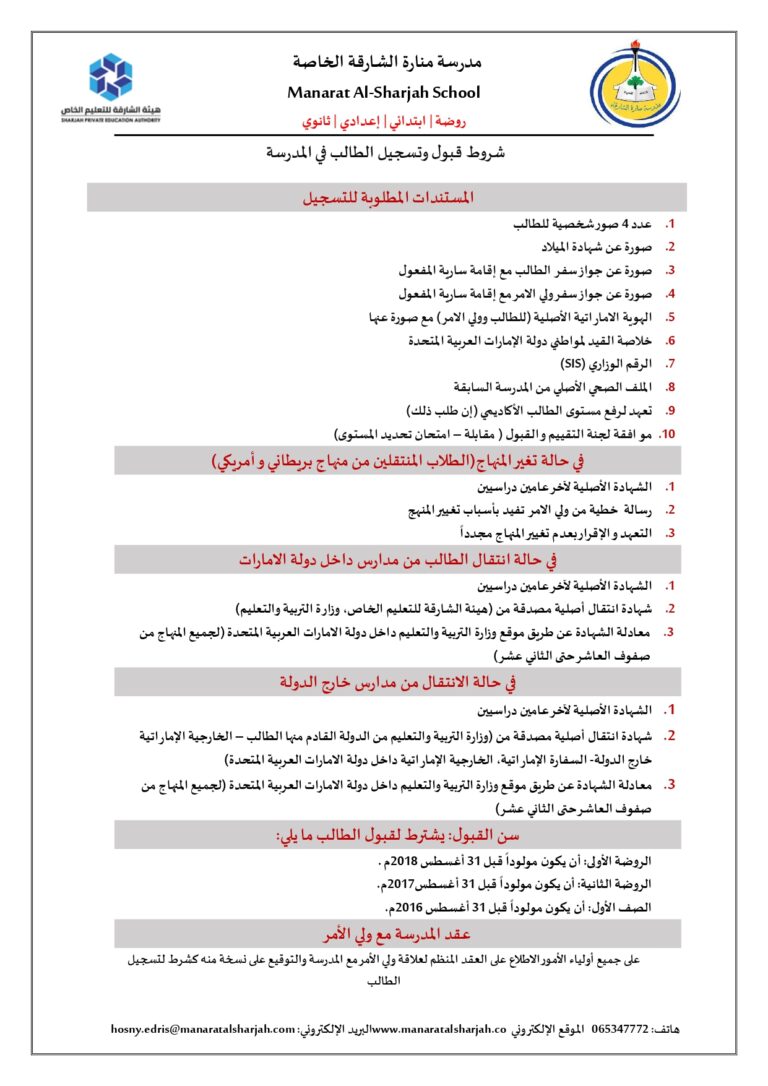 مدرسة منارة الشارقة الخاصة
Manarat Al-Sharjah School
روضة | ابتدائي | إعدادي | ثانوي
هيئة الشارقة للتعليم الخاص
SHARJAH PRIVATE EDUCATION AUTHORITY
مدرسة منارة الشارقة
شروط قبول وتسجيل الطالب في المدرسة
المستندات المطلوبة للتسجيل
1. عدد 4 صور شخصية للطالب
2. صورة عن شهادة الميلاد
3. صورة عن جواز سفر الطالب مع إقامة سارية المفعول
4. صورة عن جواز سفر ولي الامر مع إقامة سارية المفعول
5. الهوية الاماراتية الأصلية (للطالب وولي الامر) مع صورة عنها
6. خلاصة القيد لمواطني دولة الإمارات العربية المتحدة
7. الرقم الوزاري (SIS)
8. الملف الصحي الأصلي من المدرسة السابقة
9. تعهد لرفع مستوى الطالب الأكاديمي (إن طلب ذلك)
10. موافقة لجنة التقييم والقبول ( مقابلة – امتحان تحديد المستوى)
في حالة تغير المنهاج (الطلاب المنتقلين من منهاج بريطاني و أمريكي)
1. الشهادة الأصلية لآخر عامين دراسيين
2. رسالة خطية من ولي الامر تفيد بأسباب تغيير المنهج
3. التعهد والإقرار بعدم تغيير المنهاج مجدداً
في حالة انتقال الطالب من مدارس داخل دولة الامارات
1. الشهادة الأصلية لآخر عامين دراسيين
2. شهادة انتقال أصلية مصدقة من (هيئة الشارقة للتعليم الخاص، وزارة التربية والتعليم)
3. معادلة الشهادة عن طريق موقع وزارة التربية والتعليم داخل دولة الامارات العربية المتحدة (لجميع المنهاج من
صفوف العاشر حتى الثاني عشر)
في حالة الانتقال من مدارس خارج الدولة
1. الشهادة الأصلية لآخر عامين دراسيين
2. شهادة انتقال أصلية مصدقة من (وزارة التربية والتعليم من الدولة القادم منها الطالب – الخارجية الإماراتية
خارج الدولة- السفارة الإماراتية، الخارجية الإماراتية داخل دولة الامارات العربية المتحدة)
3. معادلة الشهادة عن طريق موقع وزارة التربية والتعليم داخل دولة الامارات العربية المتحدة (لجميع المنهاج من
صفوف العاشر حتى الثاني عشر)
سن القبول: يشترط لقبول الطالب ما يلي:
الروضة الأولى: أن يكون مولوداً قبل 31 أغسطس 2018م .
الروضة الثانية: أن يكون مولوداً قبل 31 أغسطس2017م.
الصف الأول: أن يكون مولوداً قبل 31 أغسطس 2016م.
عقد المدرسة مع ولي الأمر
على جميع أولياء الأمور الاطلاع على العقد المنظم لعلاقة ولي الأمر مع المدرسة والتوقيع على نسخة منه كشرط لتسجيل
الطالب
هاتف: 065347772 الموقع الإلكتروني www.manaratalsharjah.coالبريد الإلكتروني: hosny.edris@manaratalsharjah.com